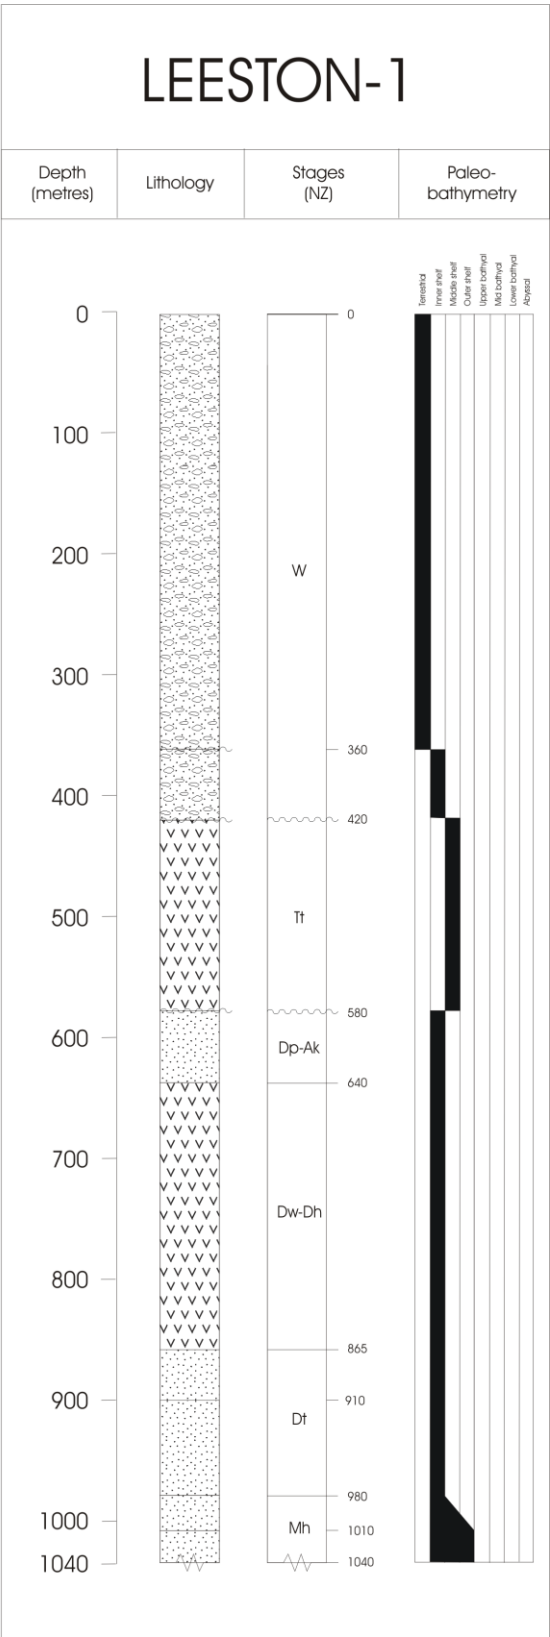 LEESTON-1
Depth
(metres)
Lithology
Stages
(NZ)
Paleo-
bathymetry
Terrestrial
Inner shelf
Middle shelf
Outer shelf
Upper bathyal
Mid bathyal
Lower bathyal
Abyssal
0
0
100
200
W
300
360
400
420
500
Tt
580
600
Dp-Ak
640
700
Dw-Dh
800
865
900
910
Dt
980
1000
Mh
1010
1040
1040